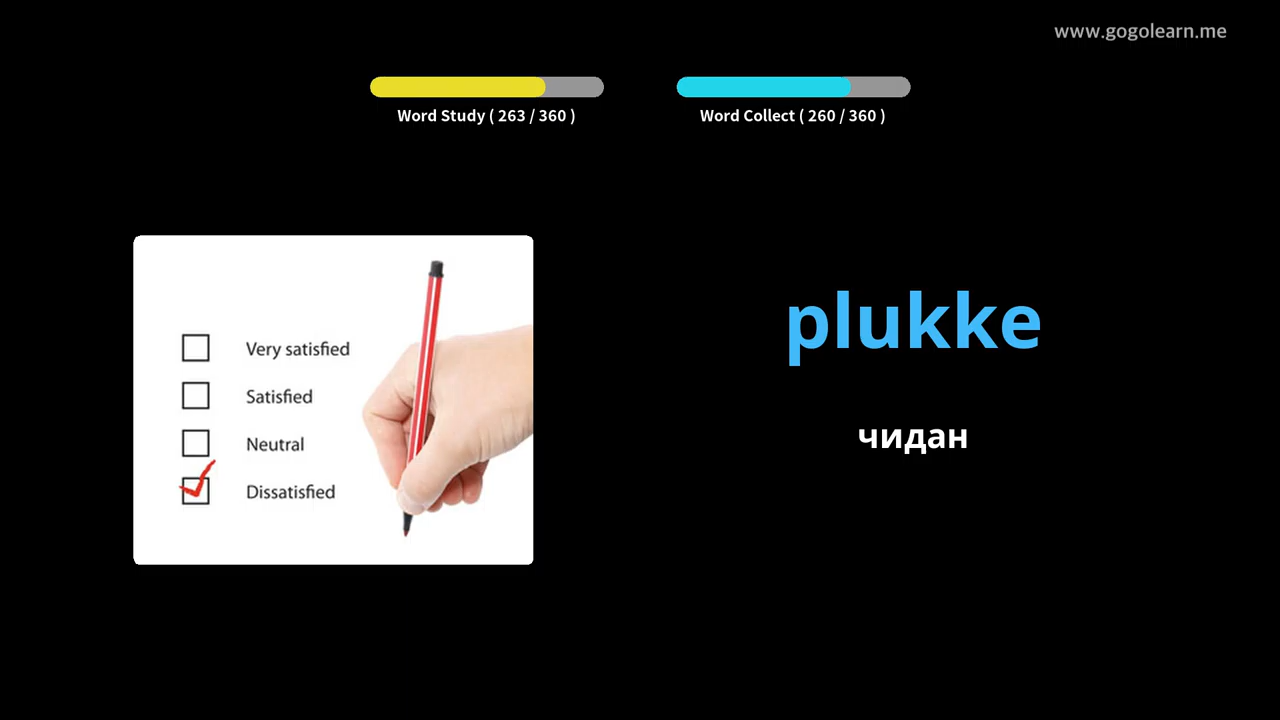 www.gogolearn.me
Word Study ( 263 / 360 )
Word Collect ( 260 / 360 )
Very satisfied
Satisfied
Neutral
Dissatisfied
plukke
чидан